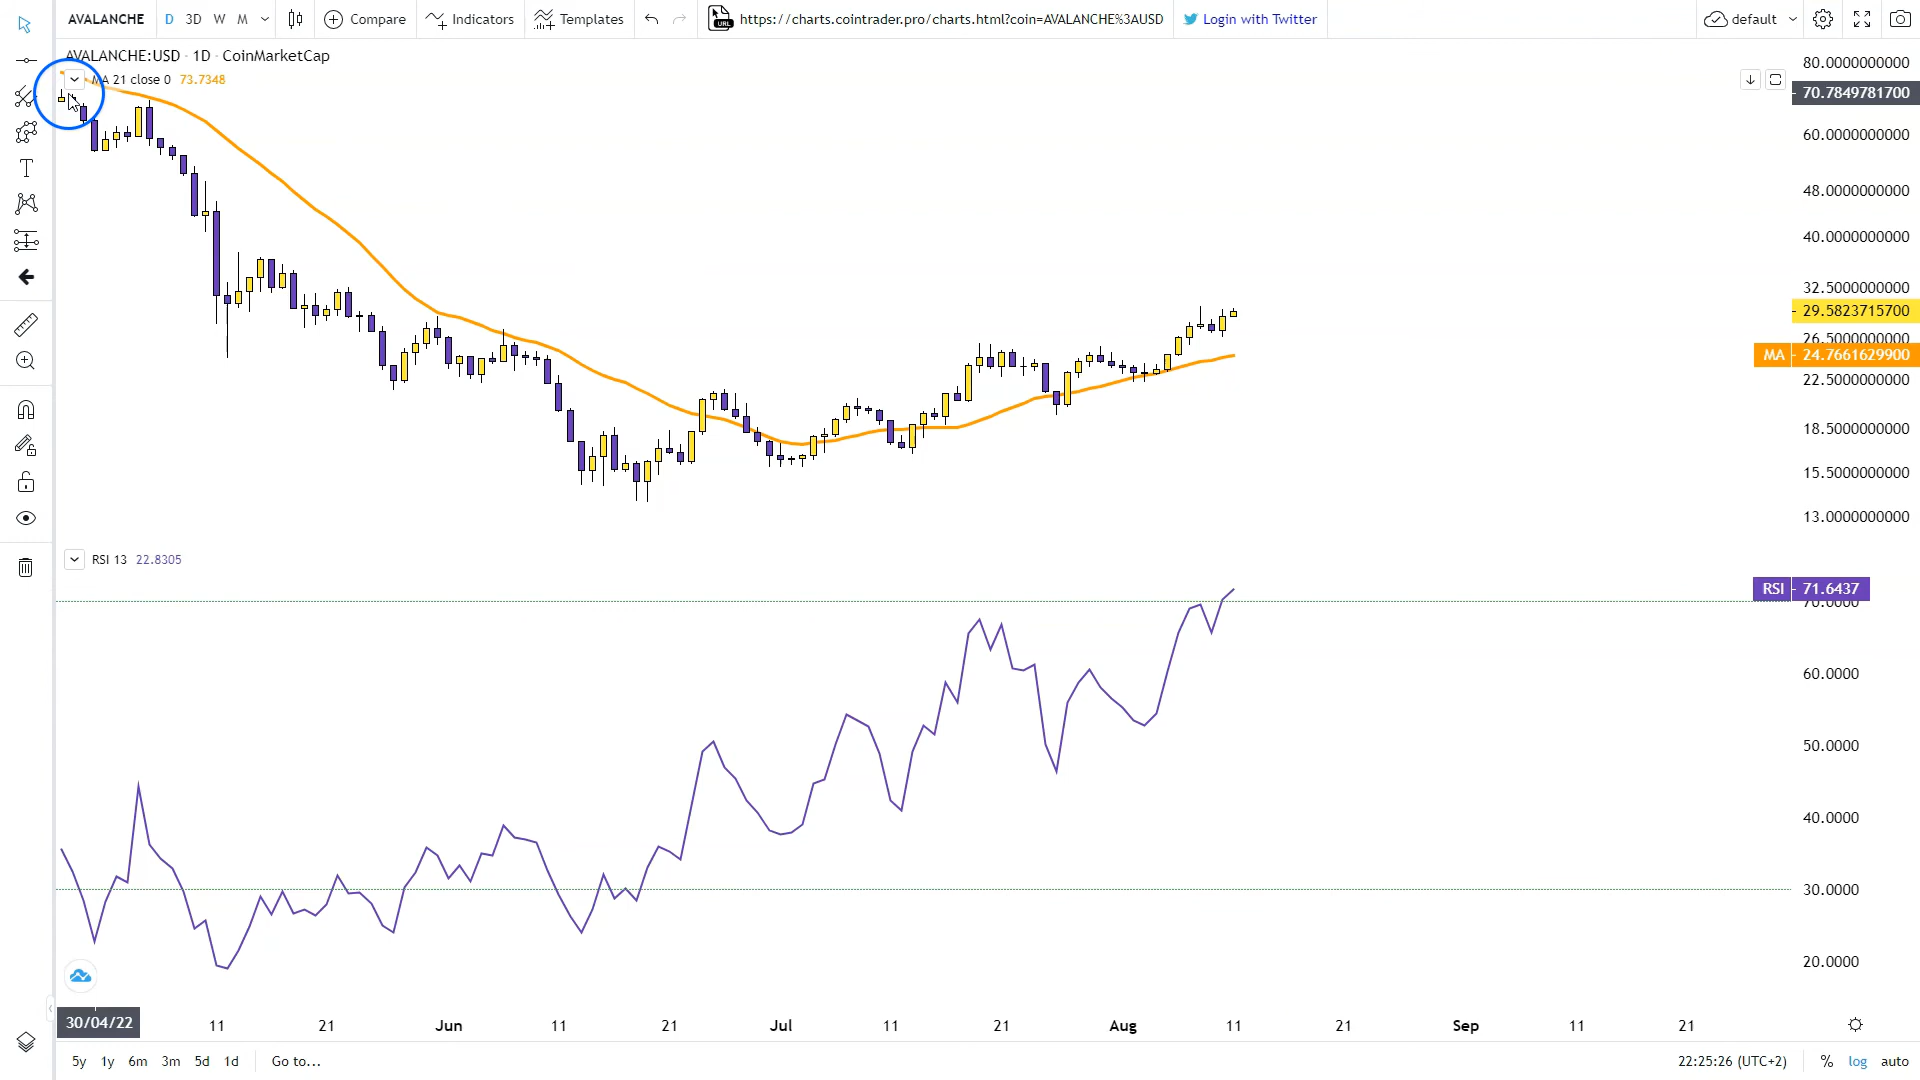 AVALANCHE D 3D W M Compare Indicators Templates URL https://charts.cointrader.pro/charts.html?coin=AVALANCHE%3AUSD Login with Twitter default
AVALANCHE:USD · 1D · CoinMarketCap
MA 21 close 0 73.7348
80.0000000000
70.7849781700
60.0000000000
48.0000000000
40.0000000000
32.5000000000
29.5823715700
26.5000000000
MA 24.7661629900
22.5000000000
18.5000000000
15.5000000000
13.0000000000
RSI 13 22.8305
RSI 71.6437
70.0000
60.0000
50.0000
40.0000
30.0000
20.0000
30/04/22 11 21 Jun 11 21 Jul 11 21 Aug 11 21 Sep 11 21
5y 1y 6m 3m 5d 1d Go to... 22:25:26 (UTC+2) % log auto